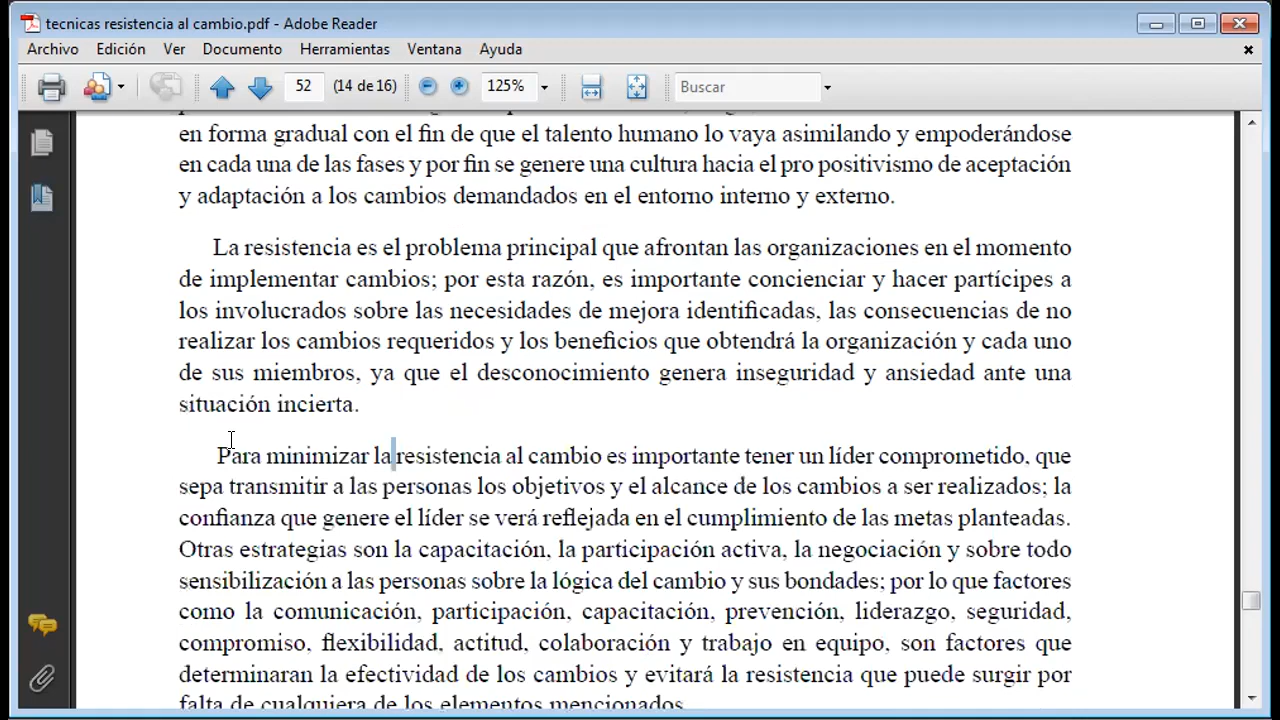 tecnicas resistencia al cambio.pdf - Adobe Reader
Archivo Edición Ver Documento Herramientas Ventana Ayuda
52 (14 de 16) 125% Buscar
en forma gradual con el fin de que el talento humano lo vaya asimilando y empoderándose
en cada una de las fases y por fin se genere una cultura hacia el pro positivismo de aceptación
y adaptación a los cambios demandados en el entorno interno y externo.
La resistencia es el problema principal que afrontan las organizaciones en el momento
de implementar cambios; por esta razón, es importante concienciar y hacer partícipes a
los involucrados sobre las necesidades de mejora identificadas, las consecuencias de no
realizar los cambios requeridos y los beneficios que obtendrá la organización y cada uno
de sus miembros, ya que el desconocimiento genera inseguridad y ansiedad ante una
situación incierta.
Para minimizar la resistencia al cambio es importante tener un líder comprometido, que
sepa transmitir a las personas los objetivos y el alcance de los cambios a ser realizados; la
confianza que genere el líder se verá reflejada en el cumplimiento de las metas planteadas.
Otras estrategias son la capacitación, la participación activa, la negociación y sobre todo
sensibilización a las personas sobre la lógica del cambio y sus bondades; por lo que factores
como la comunicación, participación, capacitación, prevención, liderazgo, seguridad,
compromiso, flexibilidad, actitud, colaboración y trabajo en equipo, son factores que
determinaran la efectividad de los cambios y evitará la resistencia que puede surgir por
falta de cualquiera de los elementos mencionados.